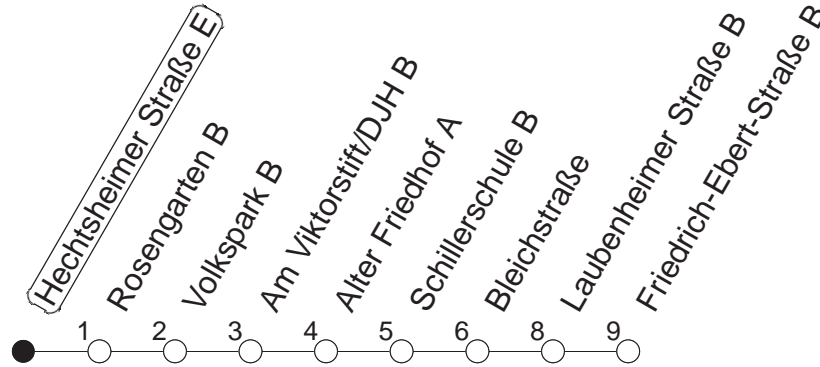 Hechtsheimer Straße E
Rosengarten B
Volkspark B
Am Viktorstift/DJH B
Alter Friedhof A
Schillerschule B
Bleichstraße
Laubenheimer Straße B
Friedrich-Ebert-Straße B
1 2 3 4 5 6 8 9